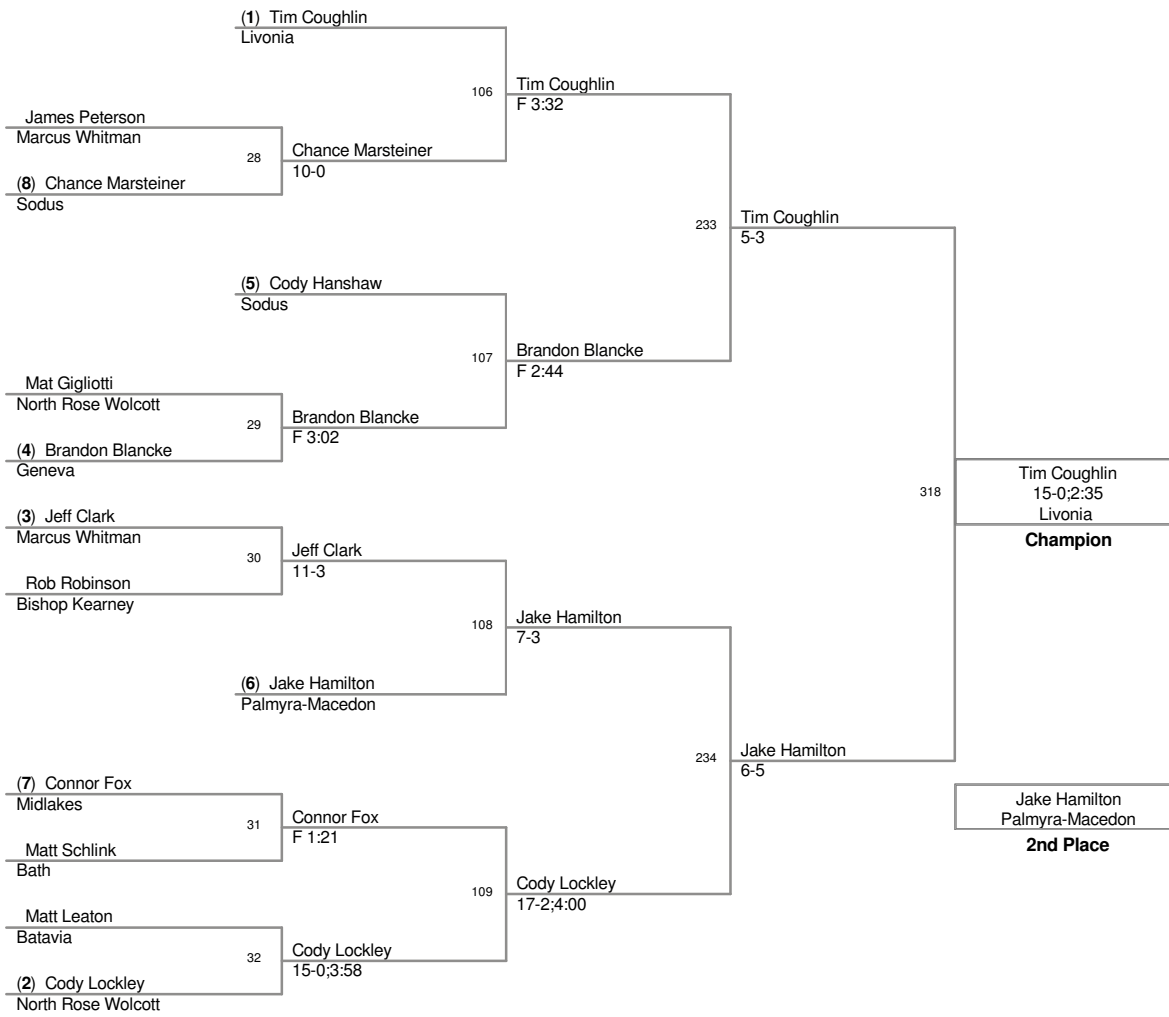 (1) Tim Coughlin
Livonia
106
Tim Coughlin
F 3:32
James Peterson
Marcus Whitman
28
Chance Marsteiner
10-0
(8) Chance Marsteiner
Sodus
233
Tim Coughlin
5-3
(5) Cody Hanshaw
Sodus
107
Brandon Blancke
F 2:44
Mat Gigliotti
North Rose Wolcott
29
Brandon Blancke
F 3:02
(4) Brandon Blancke
Geneva
318
Tim Coughlin
15-0;2:35
Livonia
Champion
(3) Jeff Clark
Marcus Whitman
30
Jeff Clark
11-3
Rob Robinson
Bishop Kearney
108
Jake Hamilton
7-3
(6) Jake Hamilton
Palmyra-Macedon
234
Jake Hamilton
6-5
(7) Connor Fox
Midlakes
31
Connor Fox
F 1:21
Matt Schlink
Bath
109
Cody Lockley
17-2;4:00
Matt Leaton
Batavia
32
Cody Lockley
15-0;3:58
(2) Cody Lockley
North Rose Wolcott
Jake Hamilton
Palmyra-Macedon
2nd Place